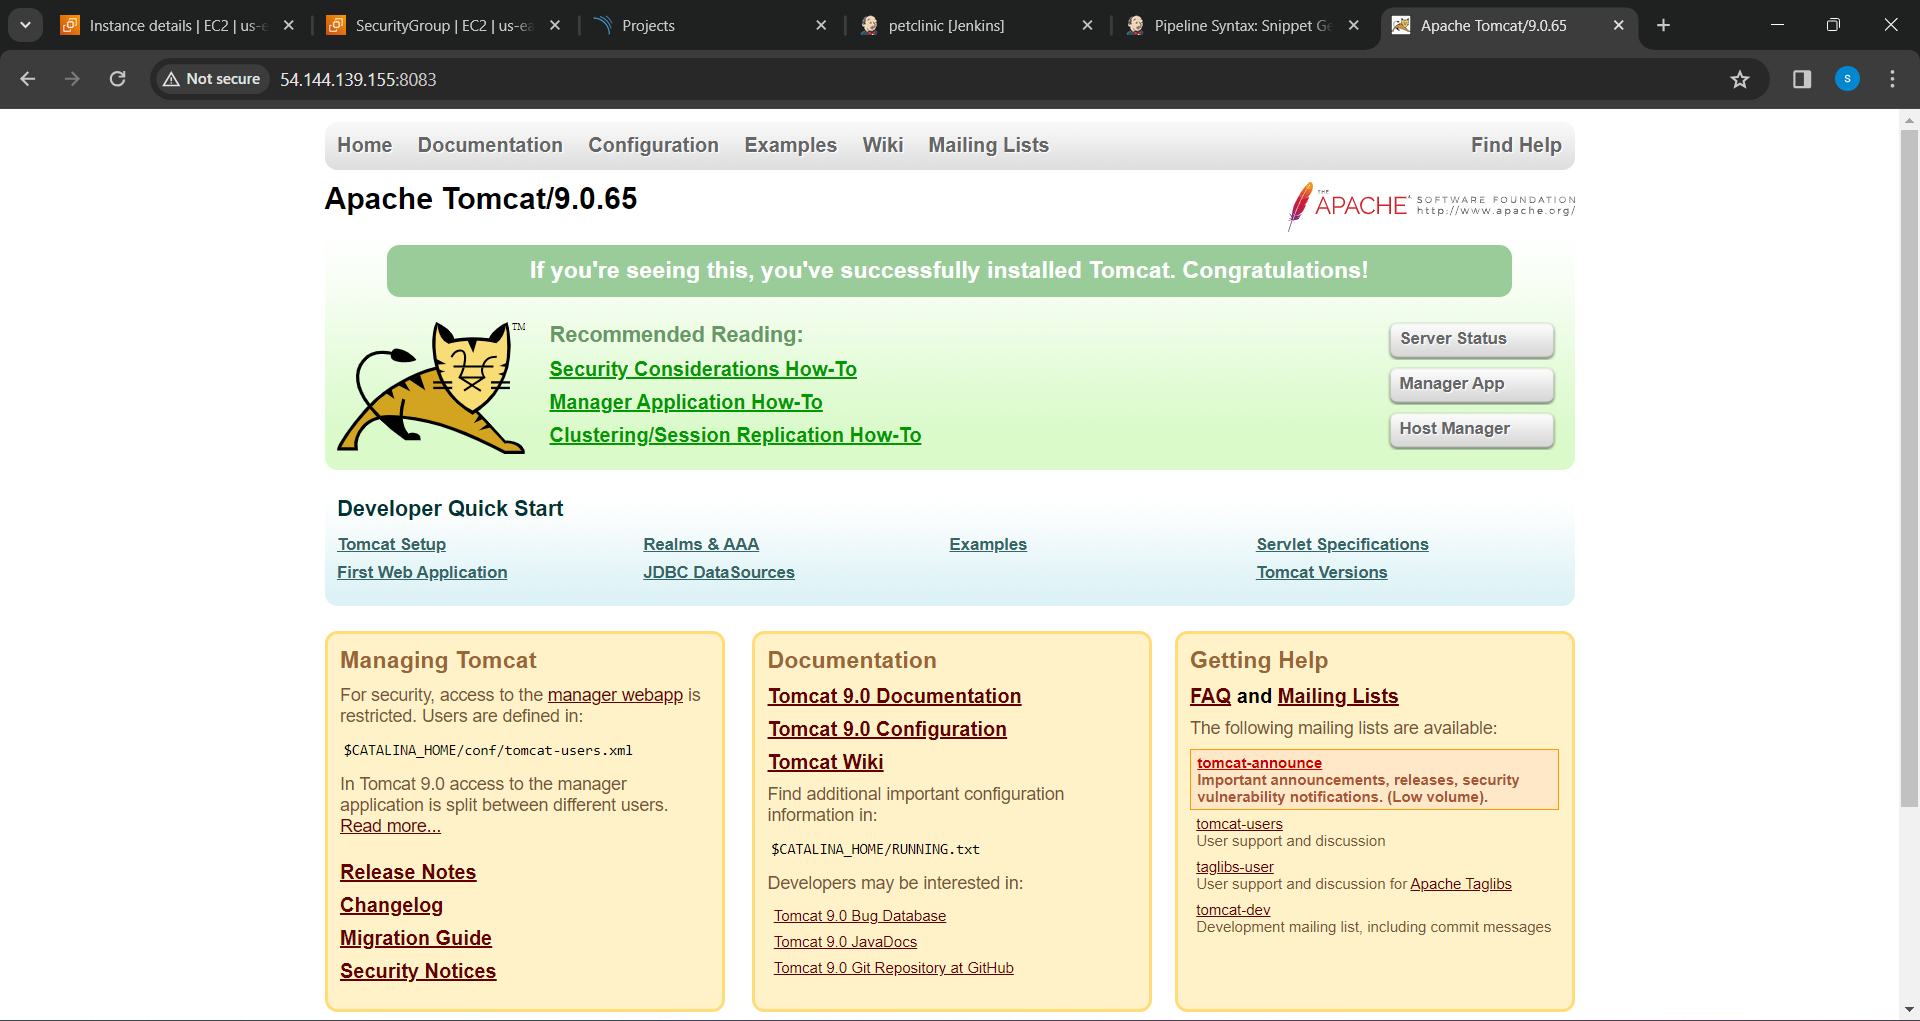 Instance details | EC2 | us-e
SecurityGroup | EC2 | us-ea
Projects
petclinic [Jenkins]
Pipeline Syntax: Snippet Ge
Apache Tomcat/9.0.65
Not secure
54.144.139.155:8083
S
Home
Documentation
Configuration
Examples
Wiki
Mailing Lists
Find Help
Apache Tomcat/9.0.65
THE
APACHE
SOFTWARE FOUNDATION
http://www.apache.org/
If you're seeing this, you've successfully installed Tomcat. Congratulations!
TM
Recommended Reading:
Security Considerations How-To
Manager Application How-To
Clustering/Session Replication How-To
Server Status
Manager App
Host Manager
Developer Quick Start
Tomcat Setup
First Web Application
Realms & AAA
JDBC DataSources
Examples
Servlet Specifications
Tomcat Versions
Managing Tomcat
For security, access to the manager webapp is
restricted. Users are defined in:
$CATALINA_HOME/conf/tomcat-users.xml
In Tomcat 9.0 access to the manager
application is split between different users.
Read more...
Release Notes
Changelog
Migration Guide
Security Notices
Documentation
Tomcat 9.0 Documentation
Tomcat 9.0 Configuration
Tomcat Wiki
Find additional important configuration
information in:
$CATALINA_HOME/RUNNING.txt
Developers may be interested in:
Tomcat 9.0 Bug Database
Tomcat 9.0 JavaDocs
Tomcat 9.0 Git Repository at GitHub
Getting Help
FAQ and Mailing Lists
The following mailing lists are available:
tomcat-announce
Important announcements, releases, security
vulnerability notifications. (Low volume).
tomcat-users
User support and discussion
taglibs-user
User support and discussion for Apache Taglibs
tomcat-dev
Development mailing list, including commit messages